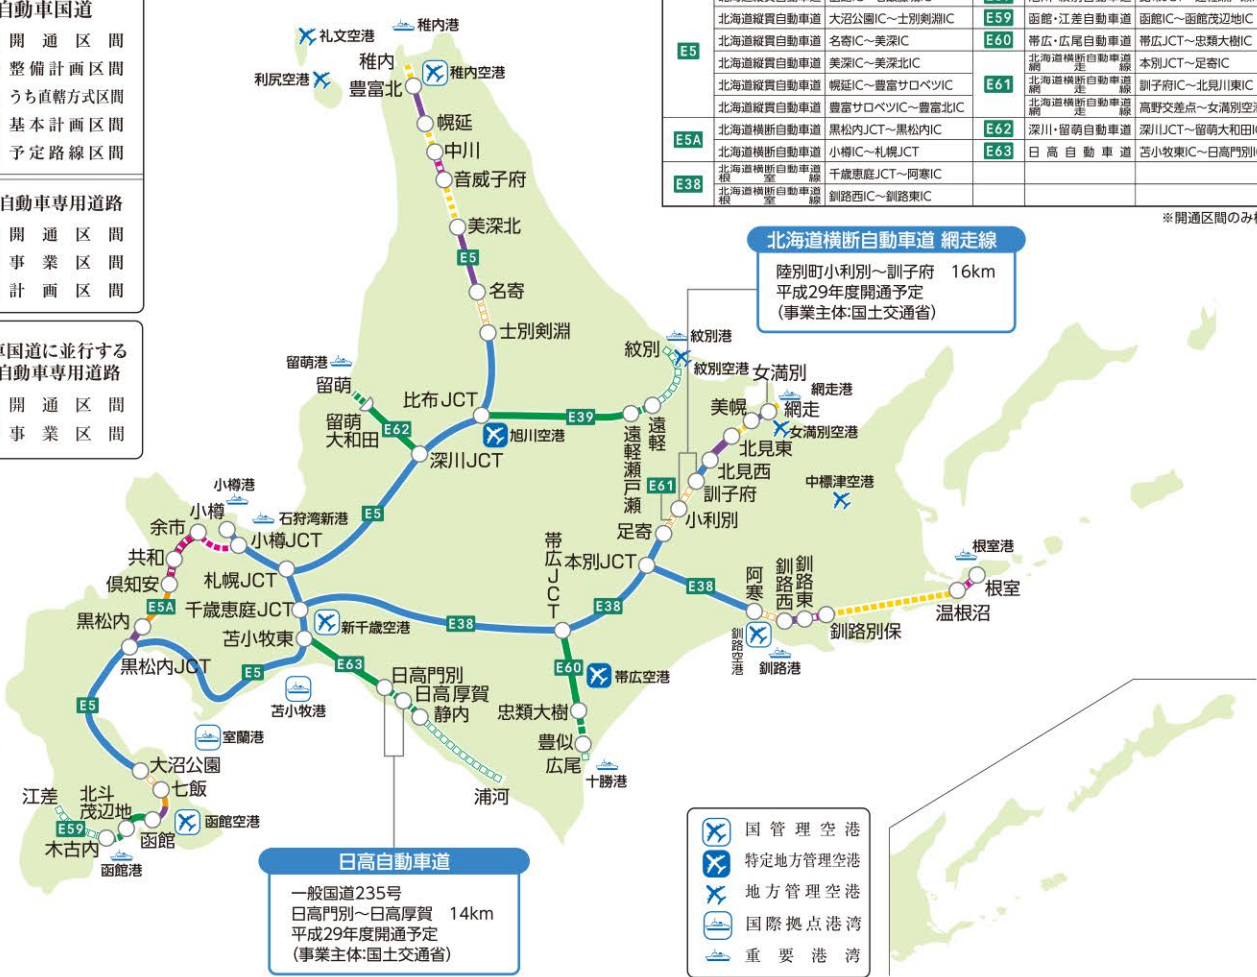 自動車国道
開通区間
整備計画区間
うち直轄方式区間
基本計画区間
予定路線区間
自動車専用道路
開通区間
事業区間
計画区間
車国道に並行する
自動車専用道路
開通区間
事業区間
北海道縦貫自動車道 大沼公園IC～士別剣淵IC
E59 函館・江差自動車道 函館IC～函館茂辺地IC
E5
北海道縦貫自動車道 名寄IC～美深IC
E60 帯広・広尾自動車道 帯広JCT～忠類大樹IC
北海道縦貫自動車道 美深IC～美深北IC
E61
北海道横断自動車道網走線 本別JCT～足寄IC
北海道縦貫自動車道 幌延IC～豊富サロベツIC
北海道横断自動車道網走線 訓子府IC～北見川東IC
北海道縦貫自動車道 豊富サロベツIC～豊富北IC
北海道横断自動車道網走線 高野交差点～女満別空
E5A
北海道横断自動車道 黒松内JCT～黒松内IC
E62 深川・留萌自動車道 深川JCT～留萌大和田IC
北海道横断自動車道 小樽IC～札幌JCT
E63 日高自動車道 苫小牧東IC～日高門別I
E38
北海道横断自動車道根室線 千歳恵庭JCT～阿寒IC
北海道横断自動車道根室線 釧路西IC～釧路東IC
※開通区間のみ
礼文空港
稚内港
稚内
稚内空港
利尻空港
豊富北
幌延
中川
音威子府
美深北
E5
名寄
士別剣淵
北海道横断自動車道 網走線
陸別町小利別～訓子府 16km
平成29年度開通予定
(事業主体:国土交通省)
紋別港
紋別
紋別空港
女満別
網走港
留萌港
留萌
比布JCT
E39
美幌
網走
女満別空港
留萌大和田
E62
旭川空港
遠軽瀬戸瀬
遠軽
北見東
深川JCT
北見西
訓子府
中標津空港
小樽港
E61
小利別
小樽
石狩湾新港
E5
足寄
余市
小樽JCT
帯広JCT
本別JCT
共和
札幌JCT
根室港
倶知安
E38
阿寒
釧路西
釧路東
根室
E5A
千歳恵庭JCT
E38
E38
温根沼
黒松内
新千歳空港
釧路別保
苫小牧東
釧路空港
釧路港
黒松内JCT
E5
E63
日高門別
E60
帯広空港
日高厚賀
E5
苫小牧港
静内
忠類大樹
室蘭港
豊似
広尾
十勝港
大沼公園
七飯
浦河
江差
北斗茂辺地
E59
函館空港
木古内
函館
函館港
日高自動車道
一般国道235号
日高門別～日高厚賀 14km
平成29年度開通予定
(事業主体:国土交通省)
国管理空港
特定地方管理空港
地方管理空港
国際拠点港湾
重要港湾